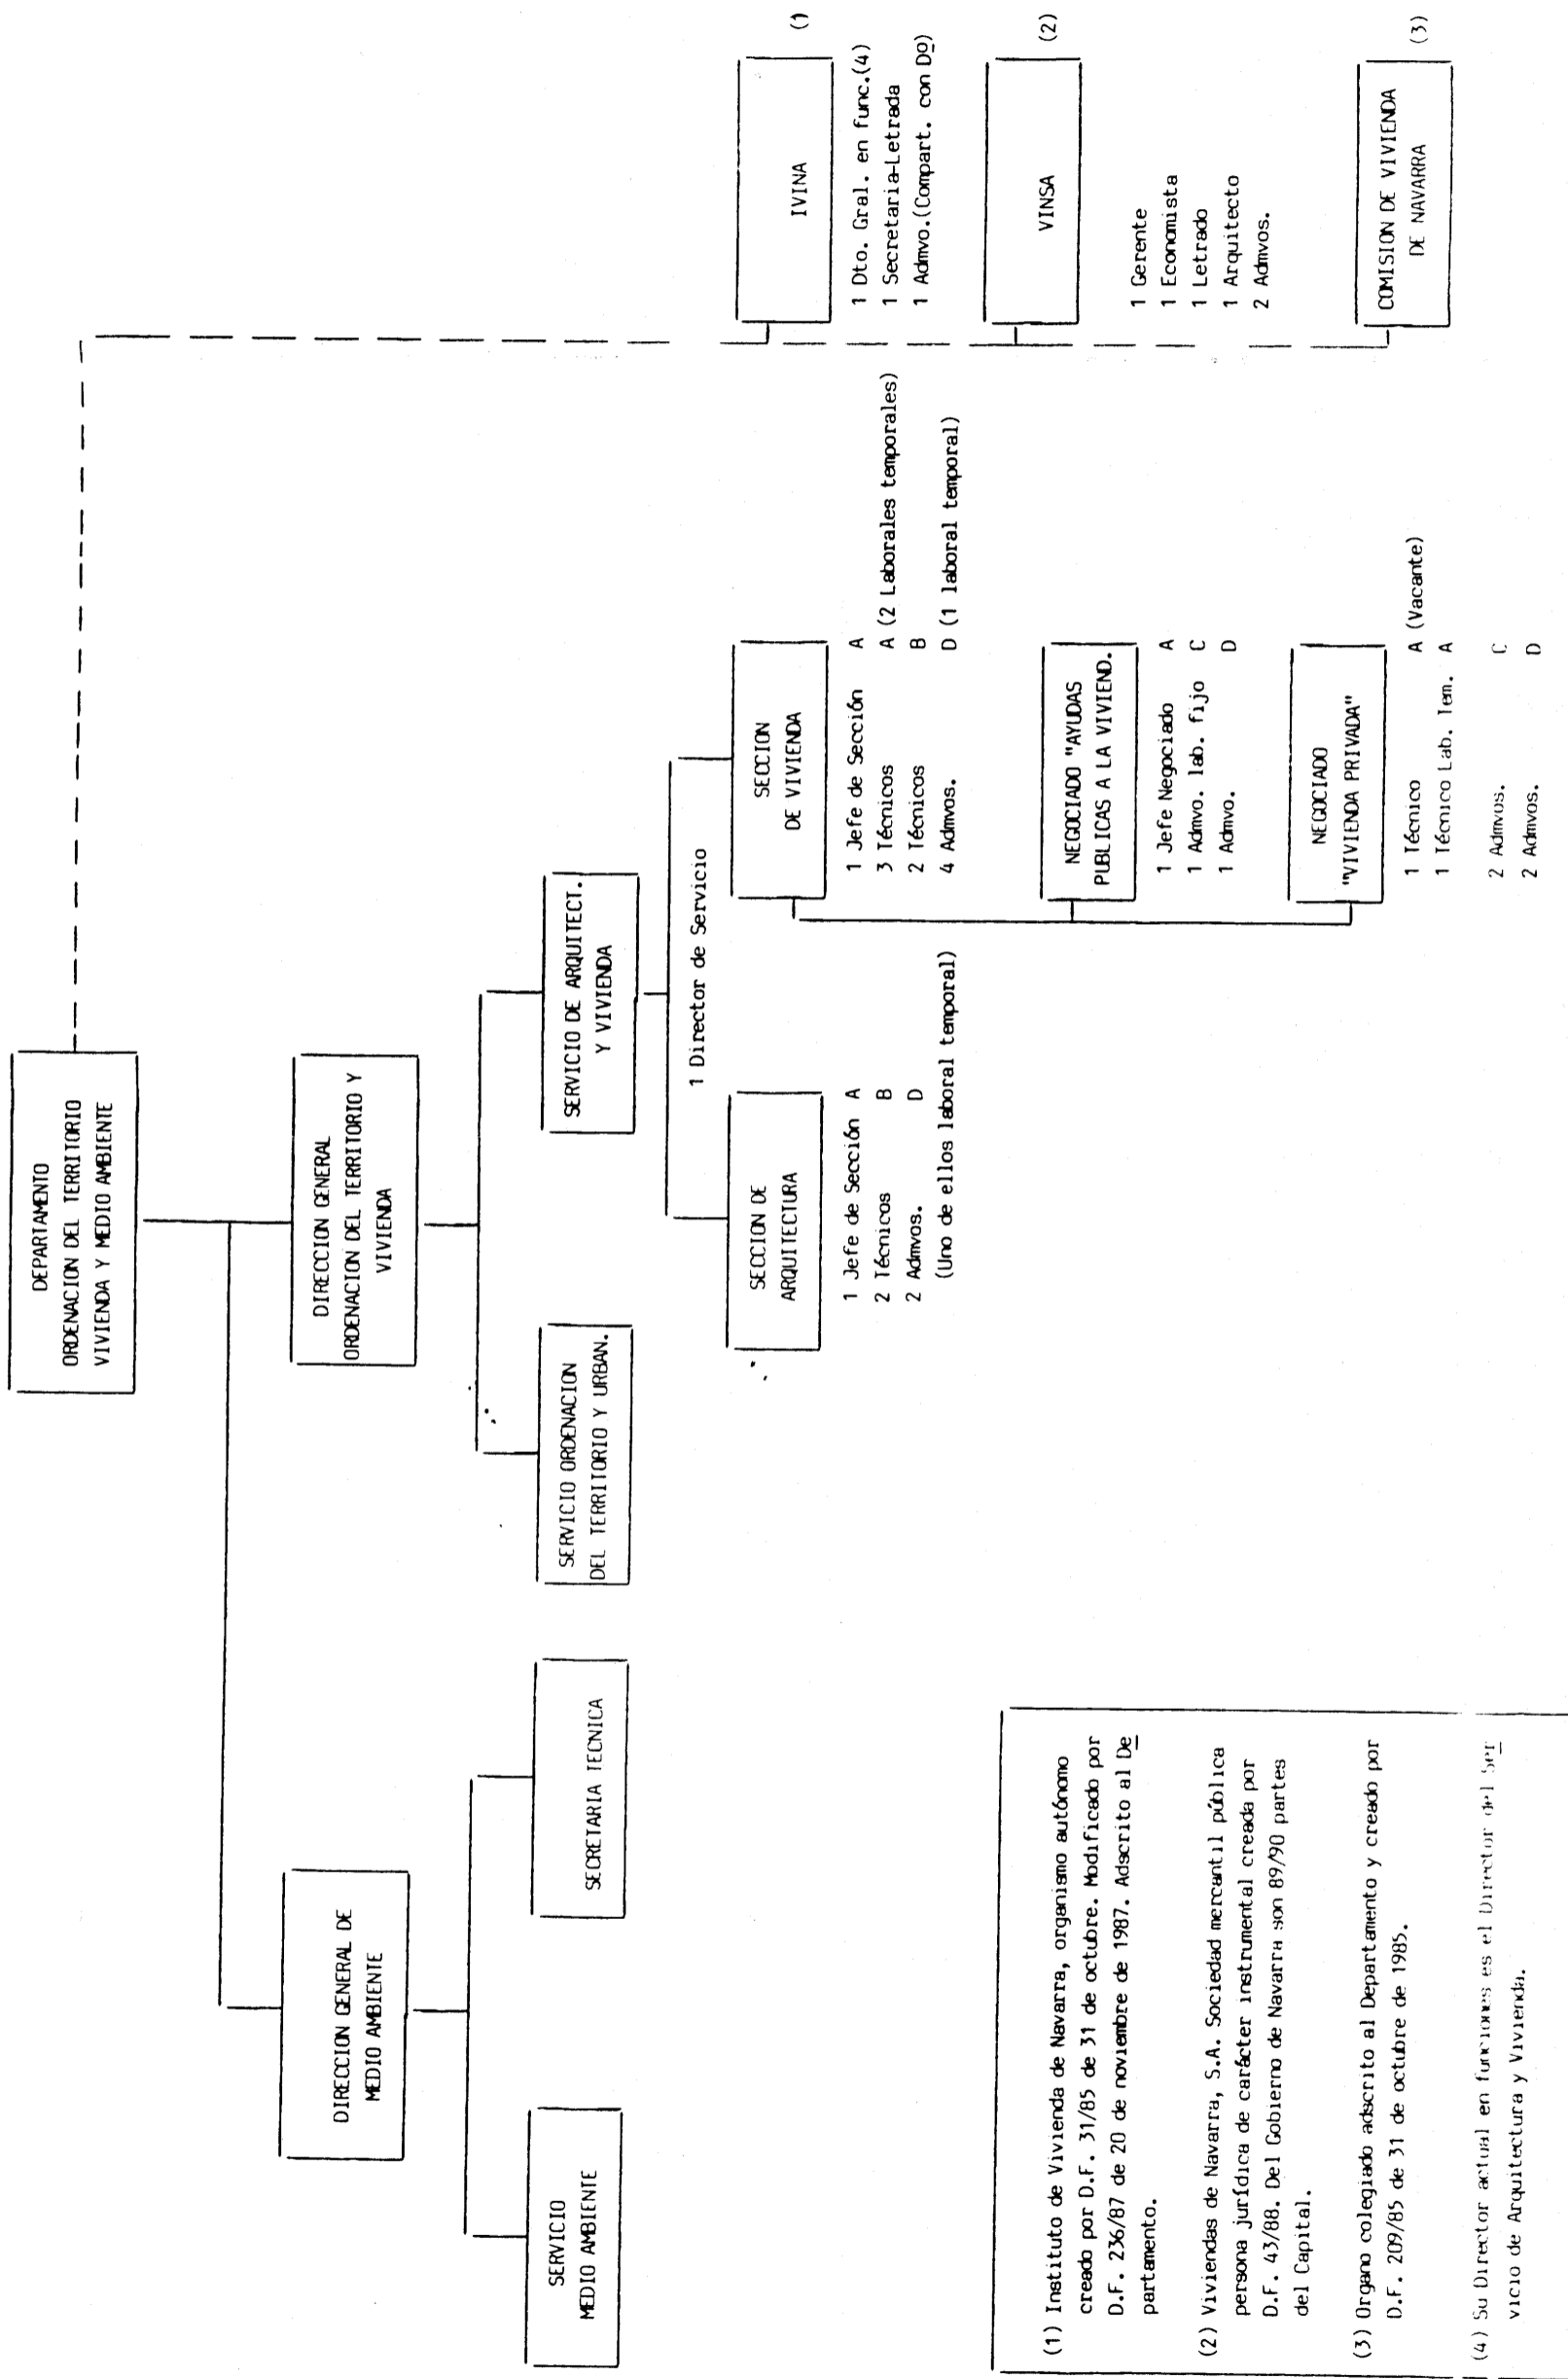 DEPARTAMENTO
ORDENACION DEL TERRITORIO
VIVIENDA Y MEDIO AMBIENTE
DIRECCION GENERAL DE
MEDIO AMBIENTE
DIRECCION GENERAL
ORDENACION DEL TERRITORIO Y
VIVIENDA
SERVICIO
MEDIO AMBIENTE
SECRETARIA TECNICA
SERVICIO ORDENACION
DEL TERRITORIO Y URBAN.
SERVICIO DE ARQUITECT.
Y VIVIENDA
1 Director de Servicio
SECCION DE
ARQUITECTURA
1 Jefe de Sección A
2 Técnicos B
2 Admvos. D
(Uno de ellos laboral temporal)
SECCION
DE VIVIENDA
1 Jefe de Sección A
3 Técnicos A (2 Laborales temporales)
2 Técnicos B
4 Admvos. D (1 laboral temporal)
NEGOCIADO "AYUDAS
PUBLICAS A LA VIVIEND.
1 Jefe Negociado A
1 Admvo. lab. fijo C
1 Admvo. D
NEGOCIADO
"VIVIENDA PRIVADA"
1 Técnico A (Vacante)
1 Técnico Lab. Tem. A
2 Admvos. C
2 Admvos. D
IVINA (1)
1 Dto. Gral. en func.(4)
1 Secretaria-Letrada
1 Admvo.(Compart. con Dº)
VINSA (2)
1 Gerente
1 Economista
1 Letrado
1 Arquitecto
2 Admvos.
COMISION DE VIVIENDA
DE NAVARRA (3)
(1) Instituto de Vivienda de Navarra, organismo autónomo
creado por D.F. 31/85 de 31 de octubre. Modificado por
D.F. 236/87 de 20 de noviembre de 1987. Adscrito al De
partamento.
(2) Viviendas de Navarra, S.A. Sociedad mercantil pública
persona jurídica de carácter instrumental creada por
D.F. 43/88. Del Gobierno de Navarra son 89/90 partes
del Capital.
(3) Organo colegiado adscrito al Departamento y creado por
D.F. 209/85 de 31 de octubre de 1985.
(4) Su Director actual en funciones es el Director del Ser
vicio de Arquitectura y Vivienda.